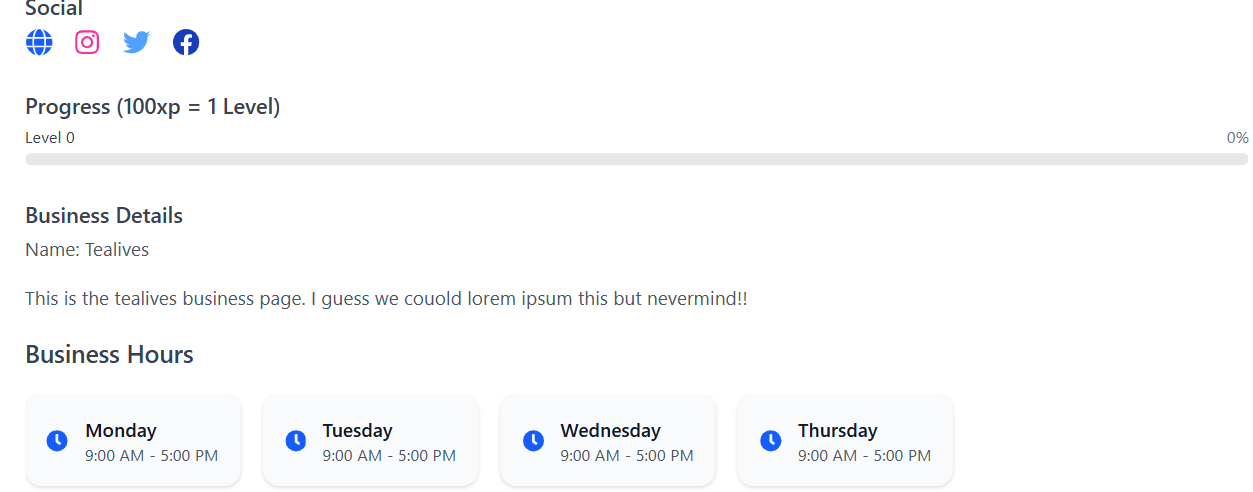 Social
Progress (100xp = 1 Level)
Level 0 0%
Business Details
Name: Tealives
This is the tealives business page. I guess we couold lorem ipsum this but nevermind!!
Business Hours
Monday
9:00 AM - 5:00 PM
Tuesday
9:00 AM - 5:00 PM
Wednesday
9:00 AM - 5:00 PM
Thursday
9:00 AM - 5:00 PM